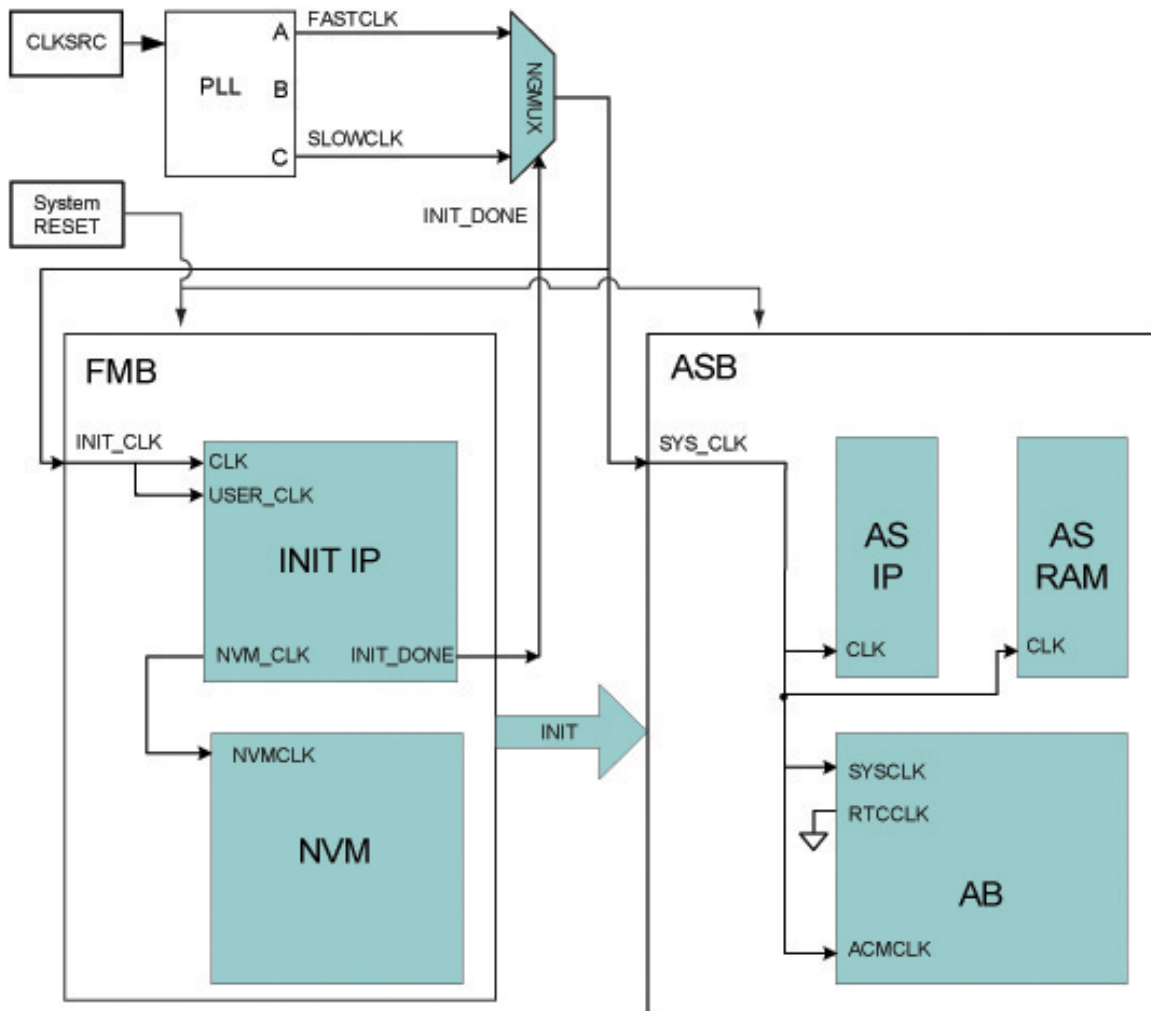 CLKSRC
PLL
A
B
C
FASTCLK
SLOWCLK
NGMUX
System
RESET
INIT_DONE
FMB
INIT_CLK
CLK
USER_CLK
INIT IP
NVM_CLK
INIT_DONE
NVMCLK
NVM
INIT
ASB
SYS_CLK
AS
IP
CLK
AS
RAM
CLK
SYSCLK
RTCCLK
AB
ACMCLK